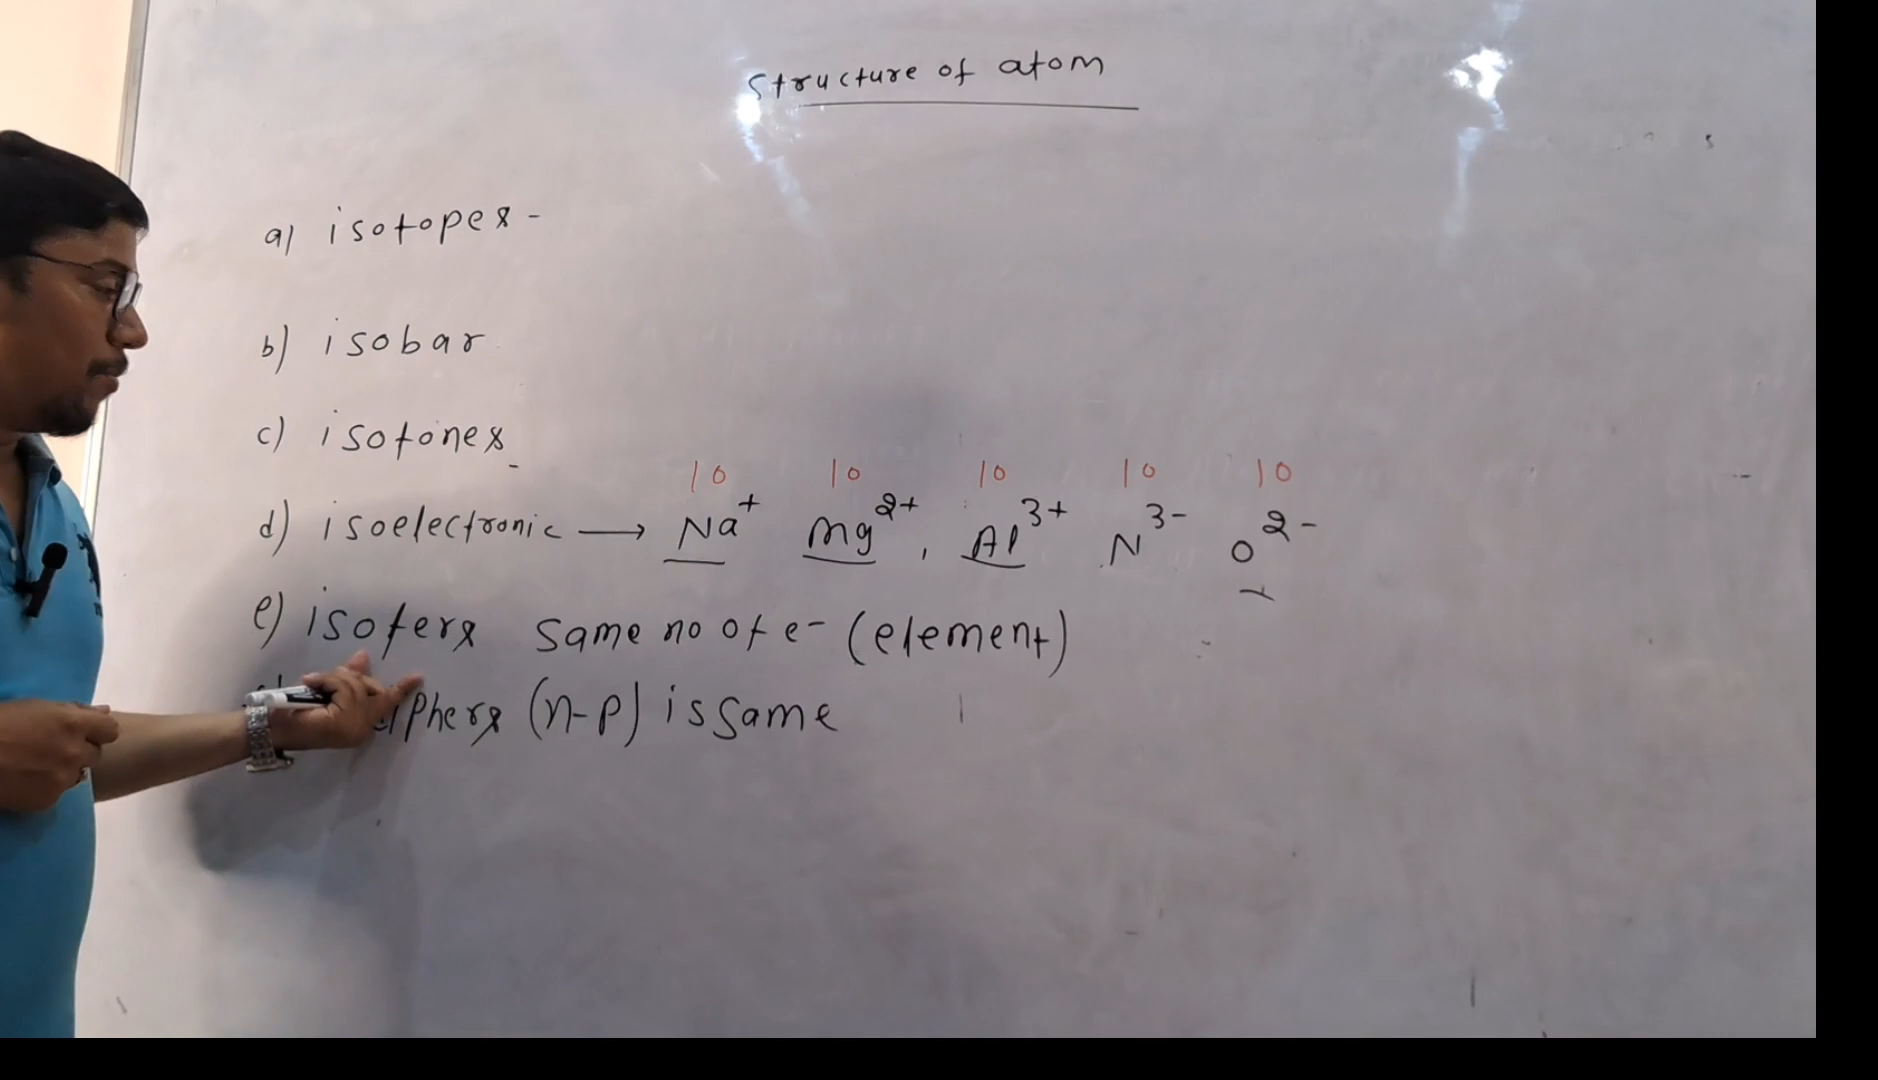 Structure of atom
a) isotopes -
b) isobar
c) isotones
10 10 10 10 10
d) isoelectronic → Na⁺ Mg²⁺, Al³⁺ N³⁻ O²⁻
e) isoters same no of e⁻ (element)
(n-p) is same